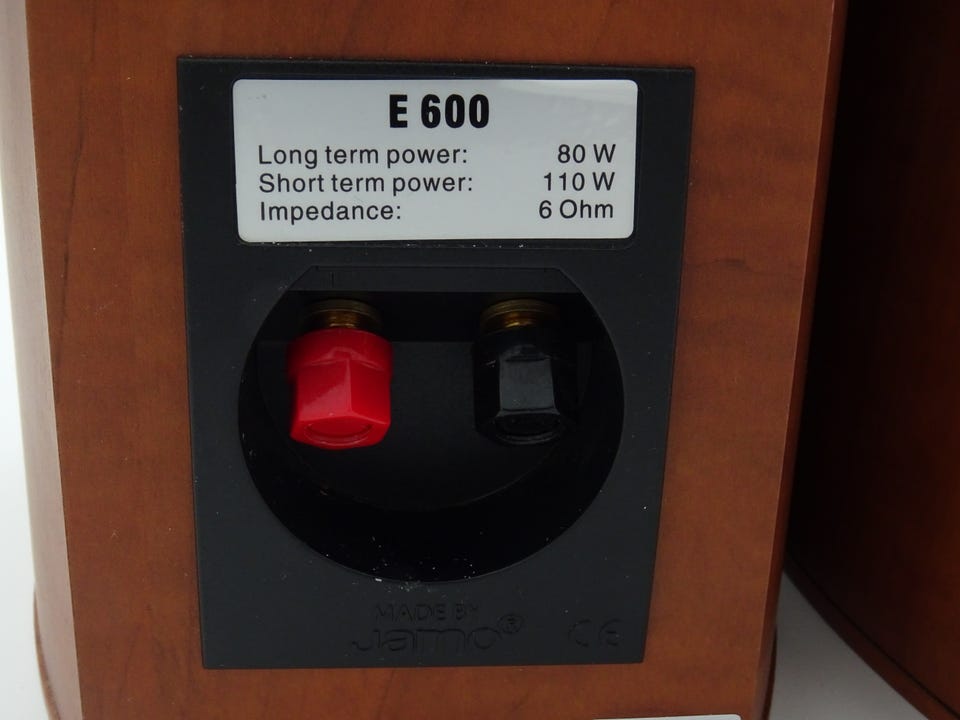 E 600
Long term power: 80 W
Short term power: 110 W
Impedance: 6 Ohm
MADE BY
Jamo®
CE